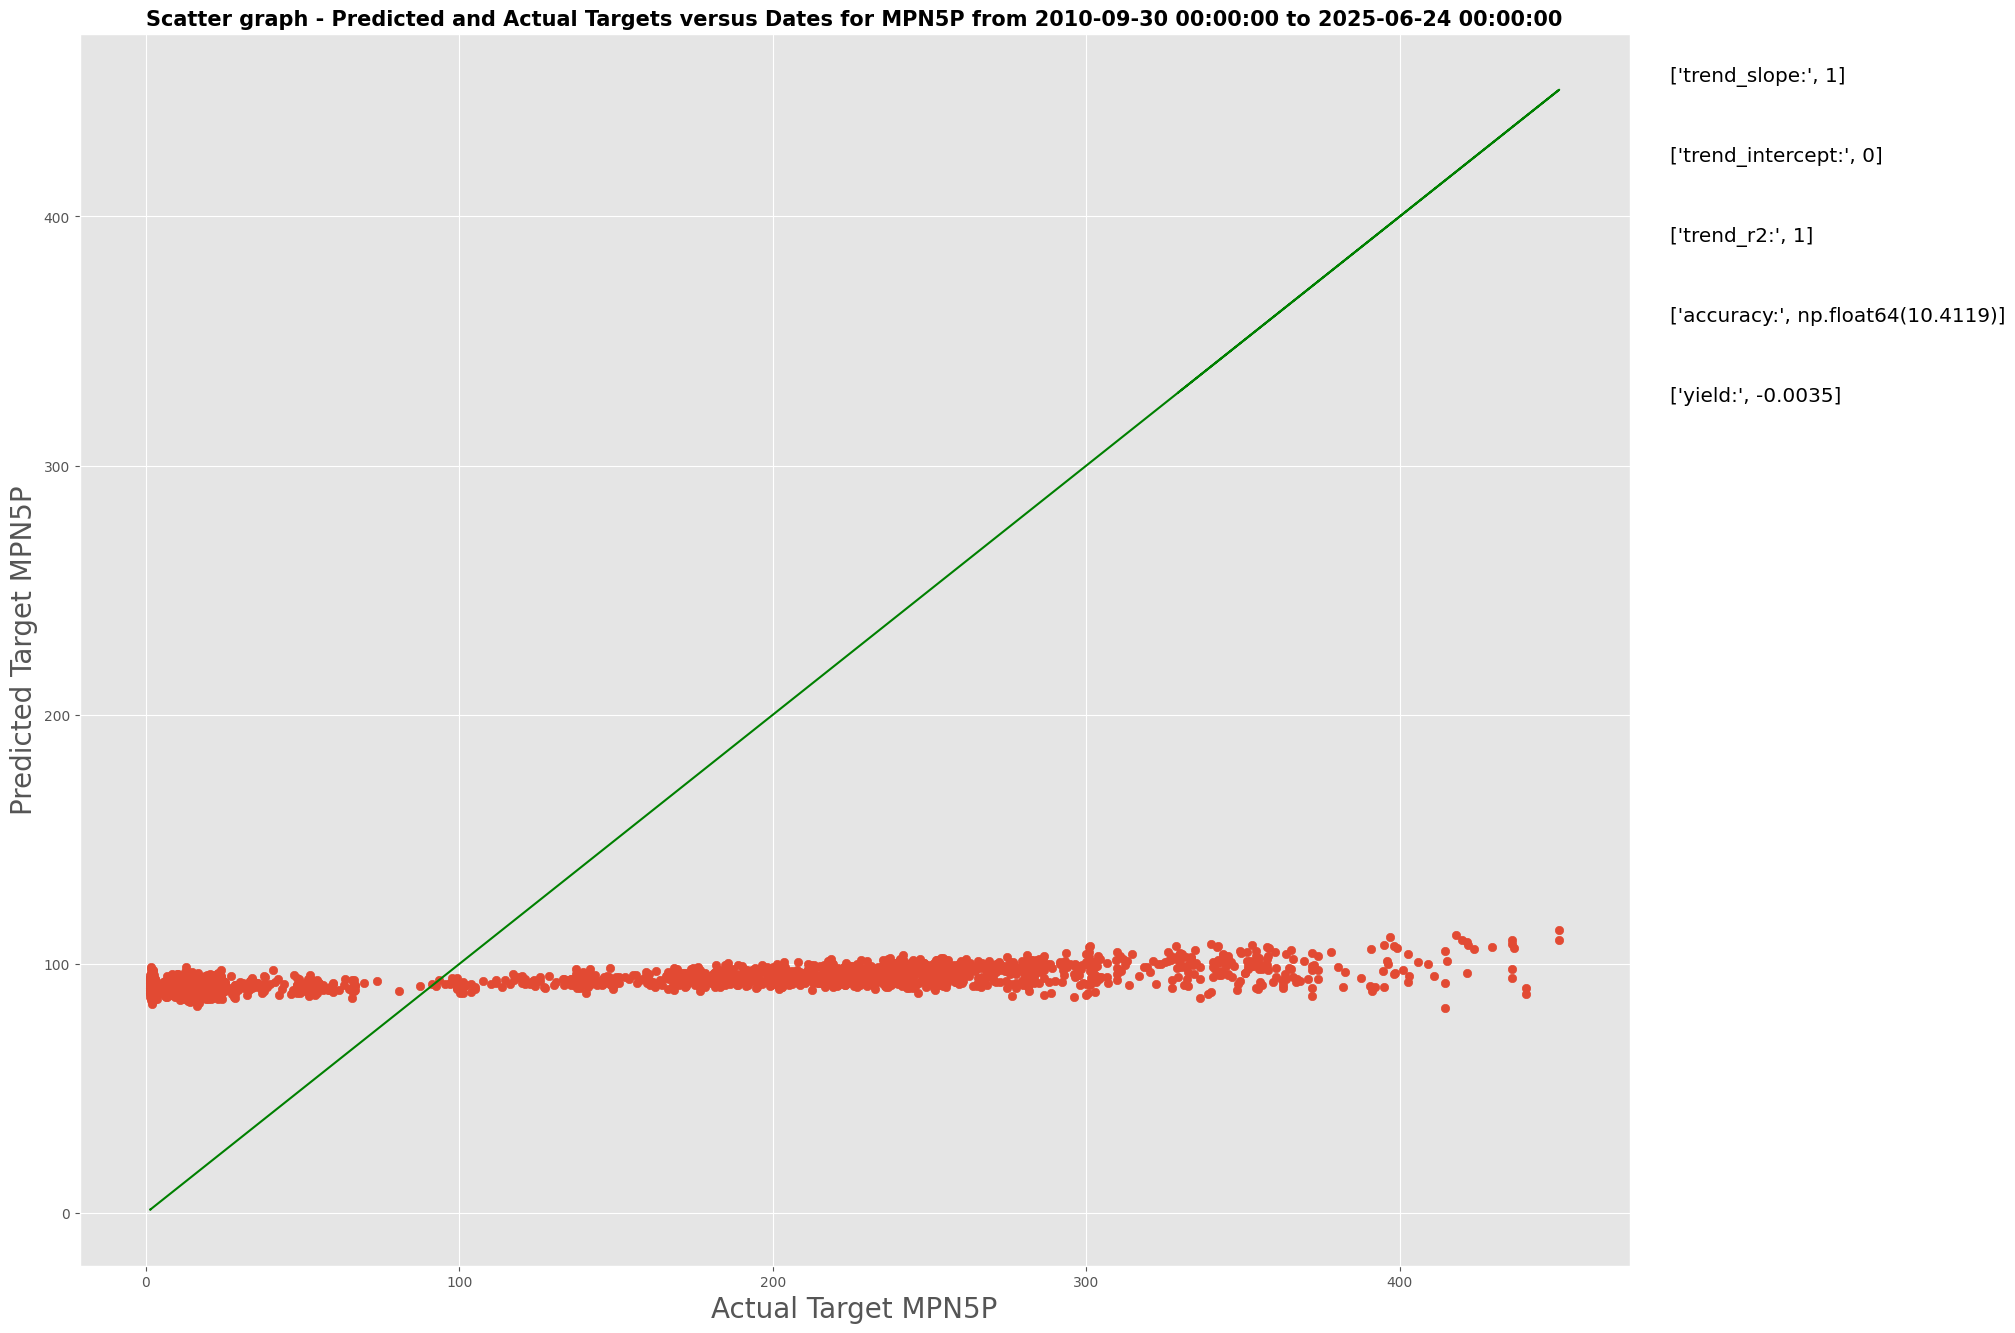 Scatter graph - Predicted and Actual Targets versus Dates for MPN5P from 2010-09-30 00:00:00 to 2025-06-24 00:00:00
['trend_slope:', 1]
['trend_intercept:', 0]
['trend_r2:', 1]
['accuracy:', np.float64(10.4119)]
['yield:', -0.0035]
Predicted Target MPN5P
400
300
200
100
0
0 100 200 300 400
Actual Target MPN5P